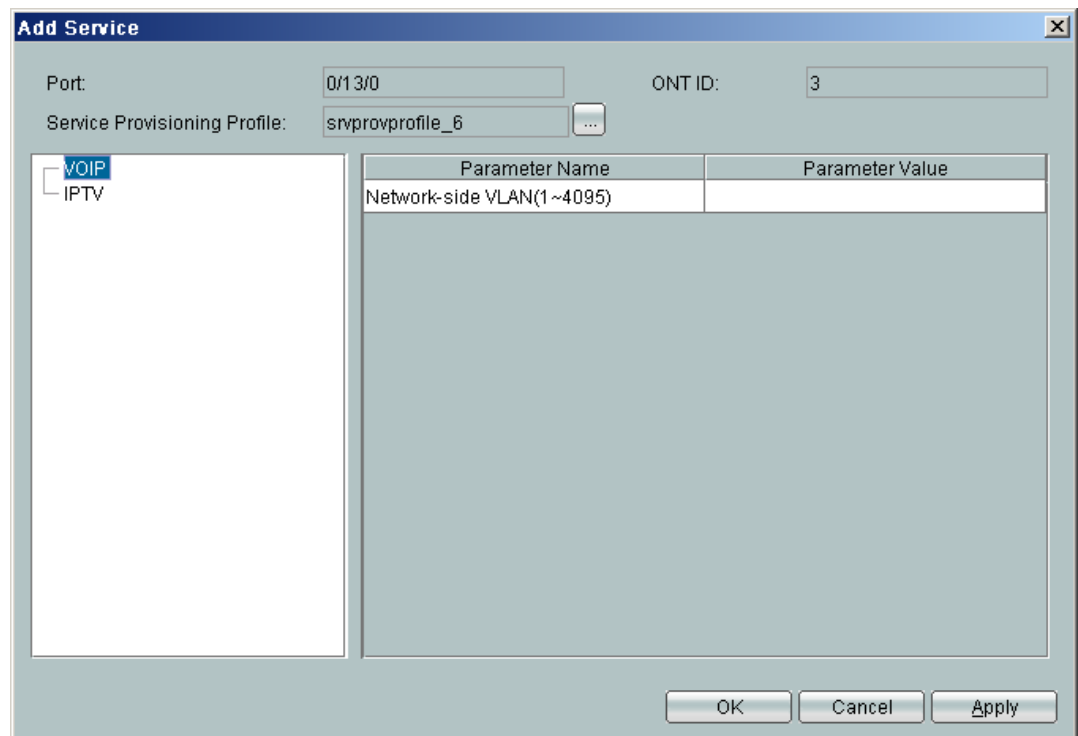 Add Service
Port: 0/13/0 ONT ID: 3
Service Provisioning Profile: srvprovprofile_6 ...
VOIP
IPTV
Parameter Name Parameter Value
Network-side VLAN(1~4095)
OK Cancel Apply